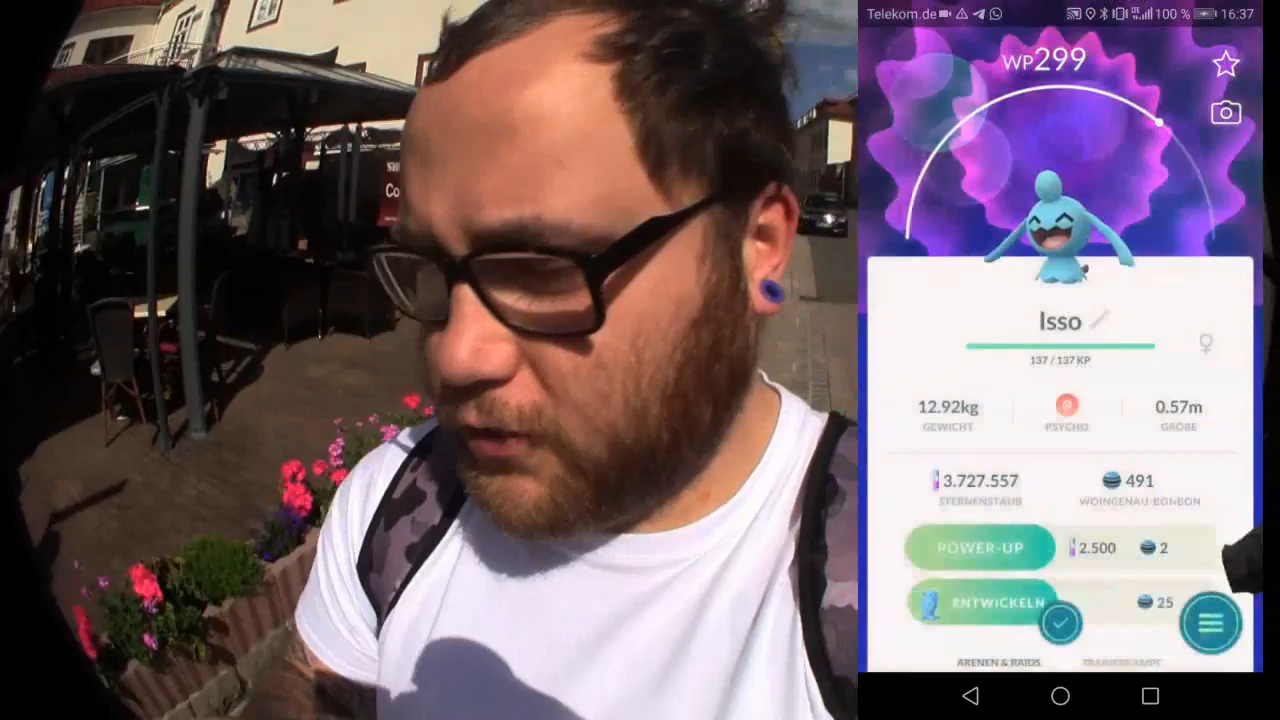 Co
Telekom.de 100 % 16:37
WP299
Isso
137 / 137 KP
12.92kg
GEWICHT
PSYCHO
0.57m
GRÖßE
3.727.557
STERNENSTAUB
491
WOINGENAU-BONBON
POWER-UP 2.500 2
ENTWICKELN 25
ARENEN & RAIDS TRAINERKAMPF